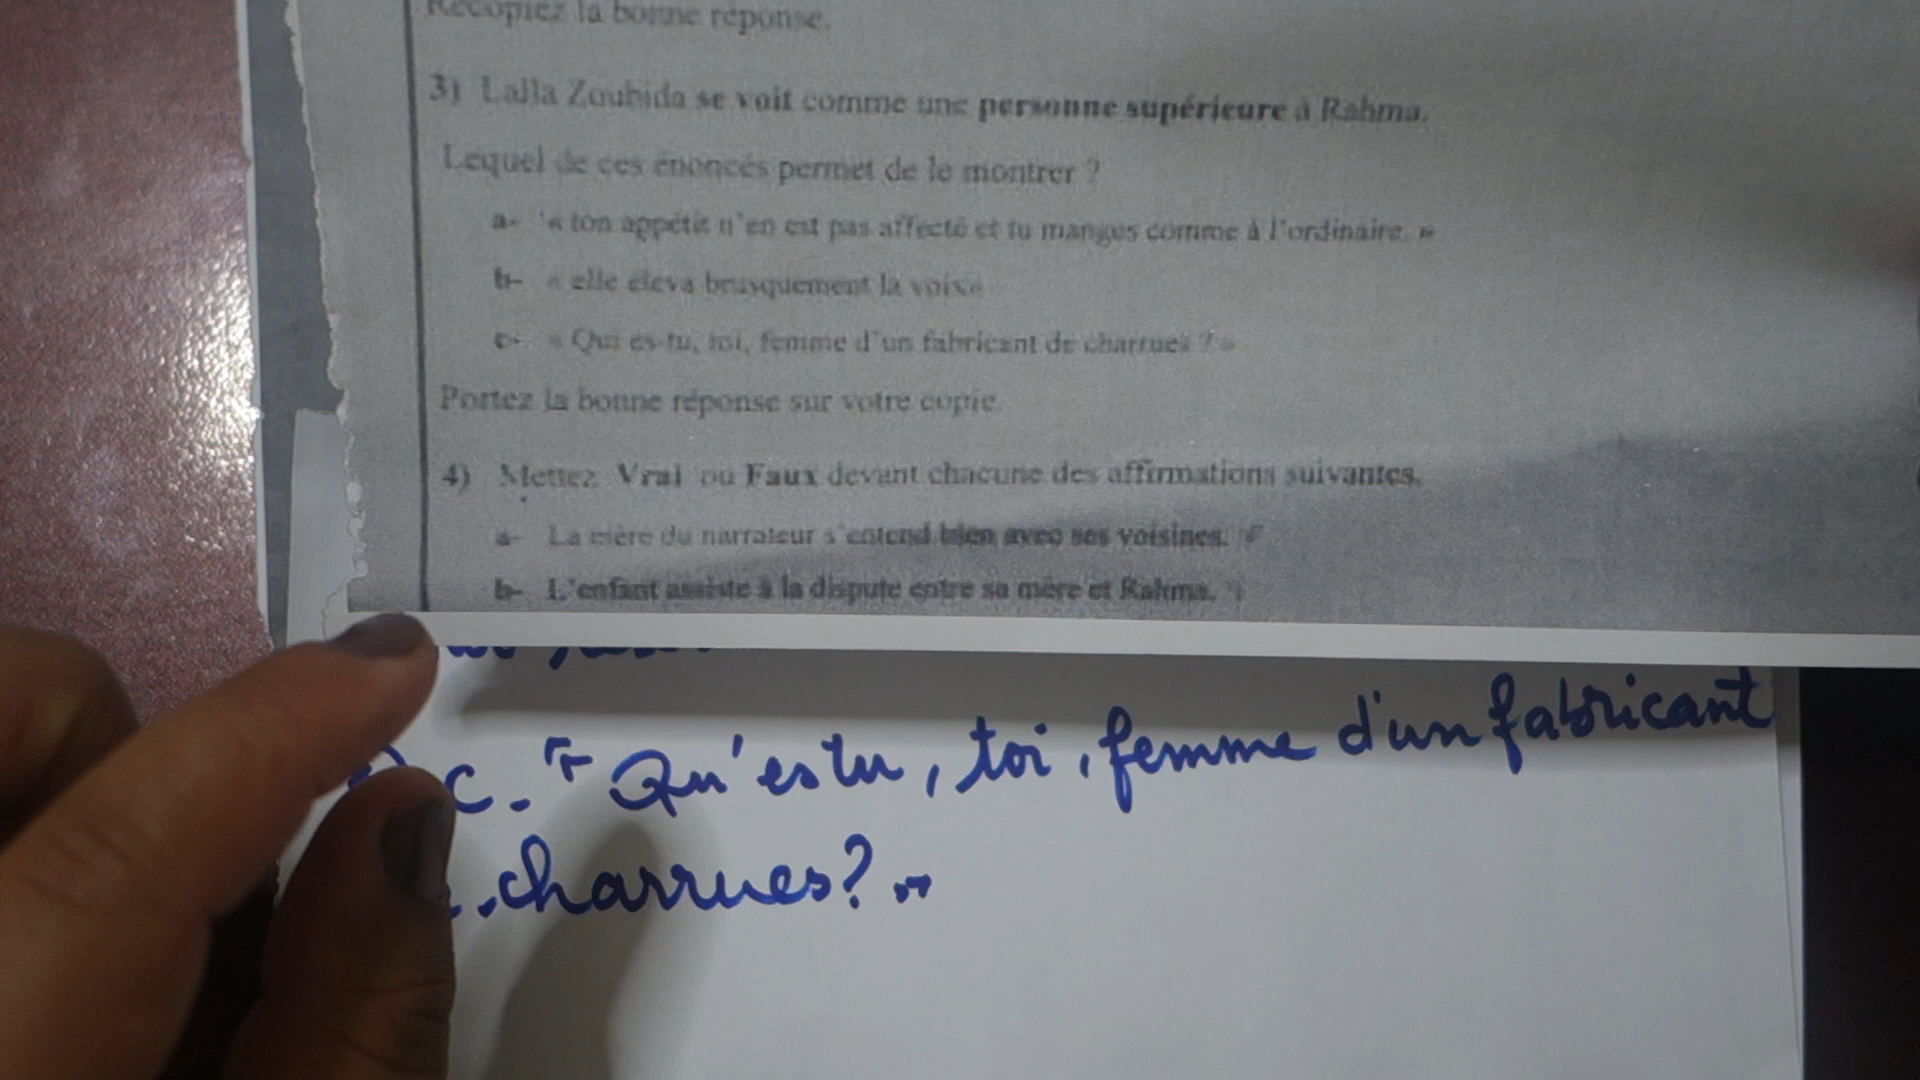 Recopiez la bonne réponse.
3) Lalla Zoubida se voit comme une personne supérieure à Rahma.
Lequel de ces énoncés permet de le montrer ?
a- « ton appétit n'en est pas affecté et tu manges comme à l'ordinaire. »
b- « elle éleva brusquement la voix»
c- « Qui es-tu, toi, femme d'un fabricant de charrues ? »
Portez la bonne réponse sur votre copie.
4) Mettez Vrai ou Faux devant chacune des affirmations suivantes.
a- La mère du narrateur s'entend bien avec ses voisines.
b- L'enfant assiste à la dispute entre sa mère et Rahma.
c. " Qu'es tu, toi, femme d'un fabricant
charrues? "